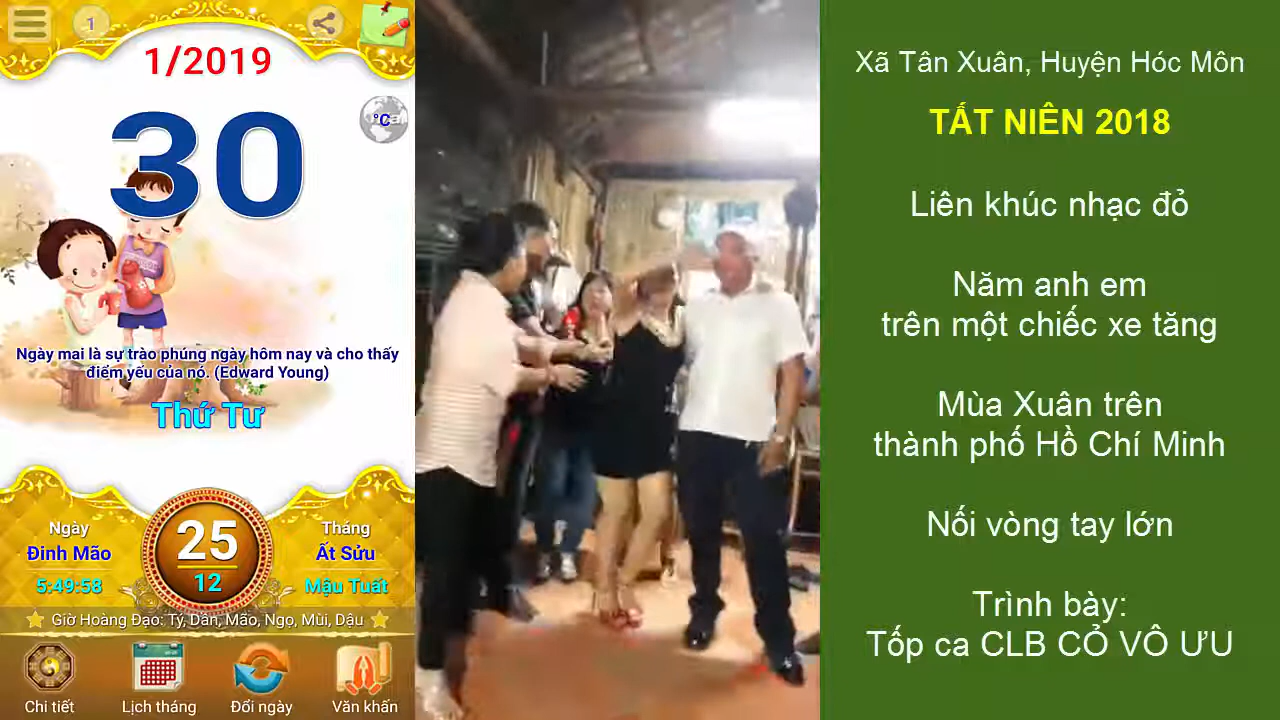 1
1/2019
30
°C
Ngày mai là sự trào phúng ngày hôm nay và cho thấy
điểm yếu của nó. (Edward Young)
Thứ Tư
Ngày
Đinh Mão
5:49:58
25
12
Tháng
Ất Sửu
Mậu Tuất
Giờ Hoàng Đạo: Tý, Dần, Mão, Ngọ, Mùi, Dậu
Chi tiết
Lịch tháng
Đổi ngày
Văn khấn
Xã Tân Xuân, Huyện Hóc Môn
TẤT NIÊN 2018
Liên khúc nhạc đỏ
Năm anh em
trên một chiếc xe tăng
Mùa Xuân trên
thành phố Hồ Chí Minh
Nối vòng tay lớn
Trình bày:
Tốp ca CLB CỎ VÔ ƯU